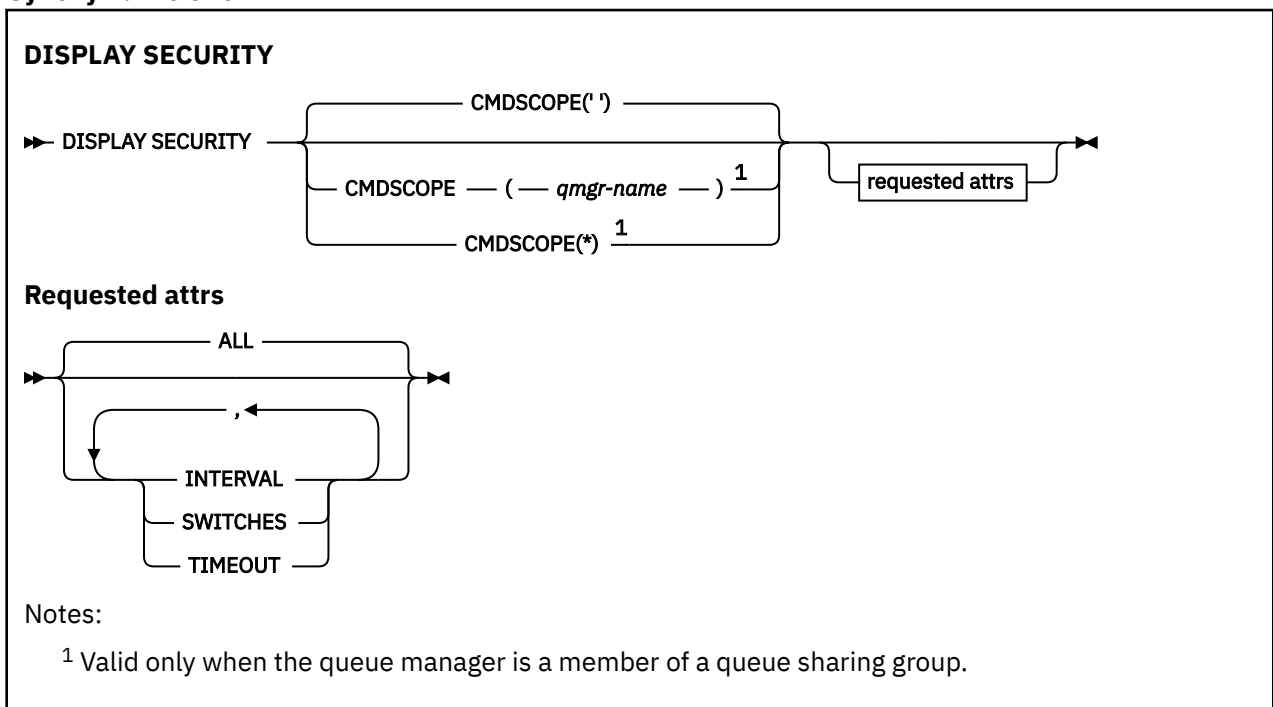 DISPLAY SECURITY
CMDSCOPE(' ')
DISPLAY SECURITY
requested attrs
CMDSCOPE ( qmgr-name ) 1
CMDSCOPE(*) 1
Requested attrs
ALL
,
INTERVAL
SWITCHES
TIMEOUT
Notes:
1 Valid only when the queue manager is a member of a queue sharing group.